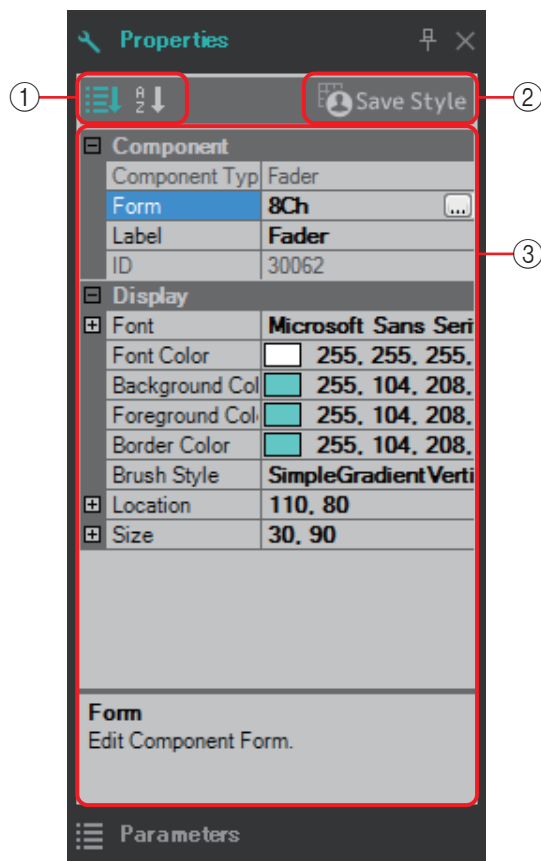 Properties
① A Z Save Style ②
Component
Component Typ Fader
Form 8Ch ...
Label Fader ③
ID 30062
Display
Font Microsoft Sans Seri
Font Color 255, 255, 255,
Background Col 255, 104, 208,
Foreground Col 255, 104, 208,
Border Color 255, 104, 208,
Brush Style SimpleGradientVerti
Location 110, 80
Size 30, 90
Form
Edit Component Form.
Parameters